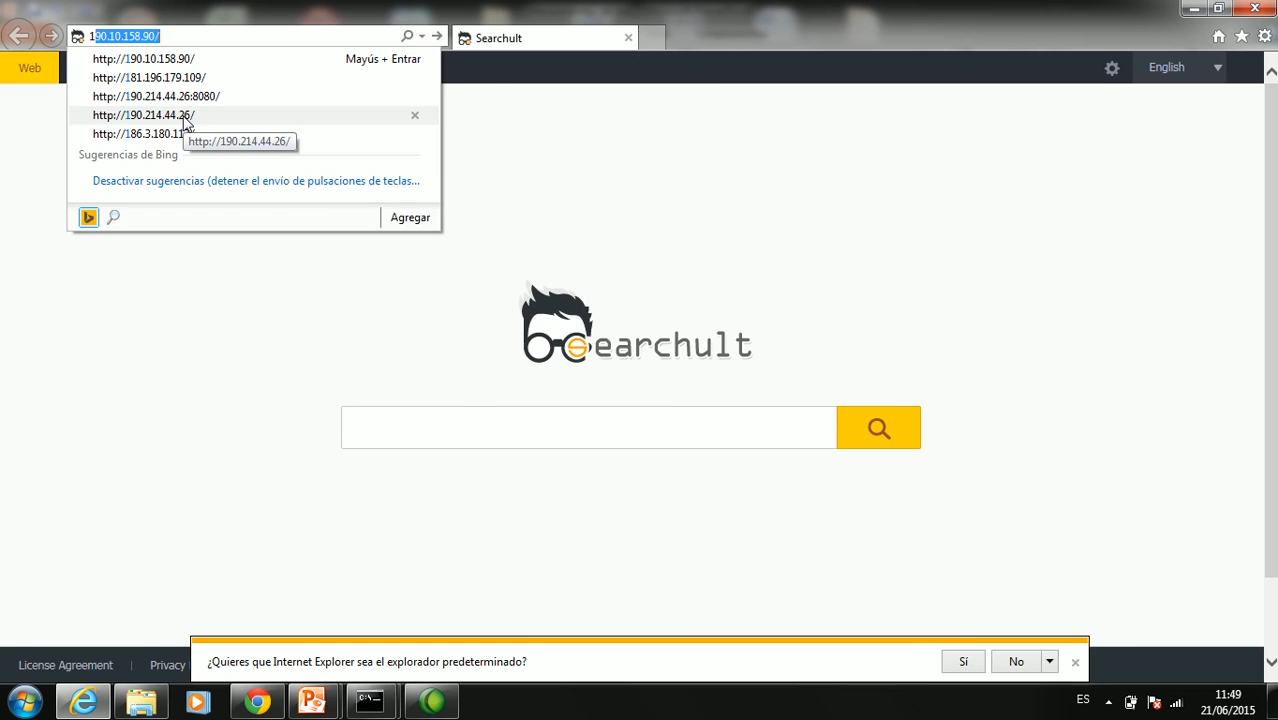 190.10.158.90/
Searchult
http://190.10.158.90/ Mayús + Entrar
http://181.196.179.109/
http://190.214.44.26:8080/
http://190.214.44.26/
http://186.3.180.11
http://190.214.44.26/
Sugerencias de Bing
Desactivar sugerencias (detener el envío de pulsaciones de teclas...
Agregar
Web
English
searchult
License Agreement
Privacy
¿Quieres que Internet Explorer sea el explorador predeterminado?
Sí
No
ES
11:49
21/06/2015